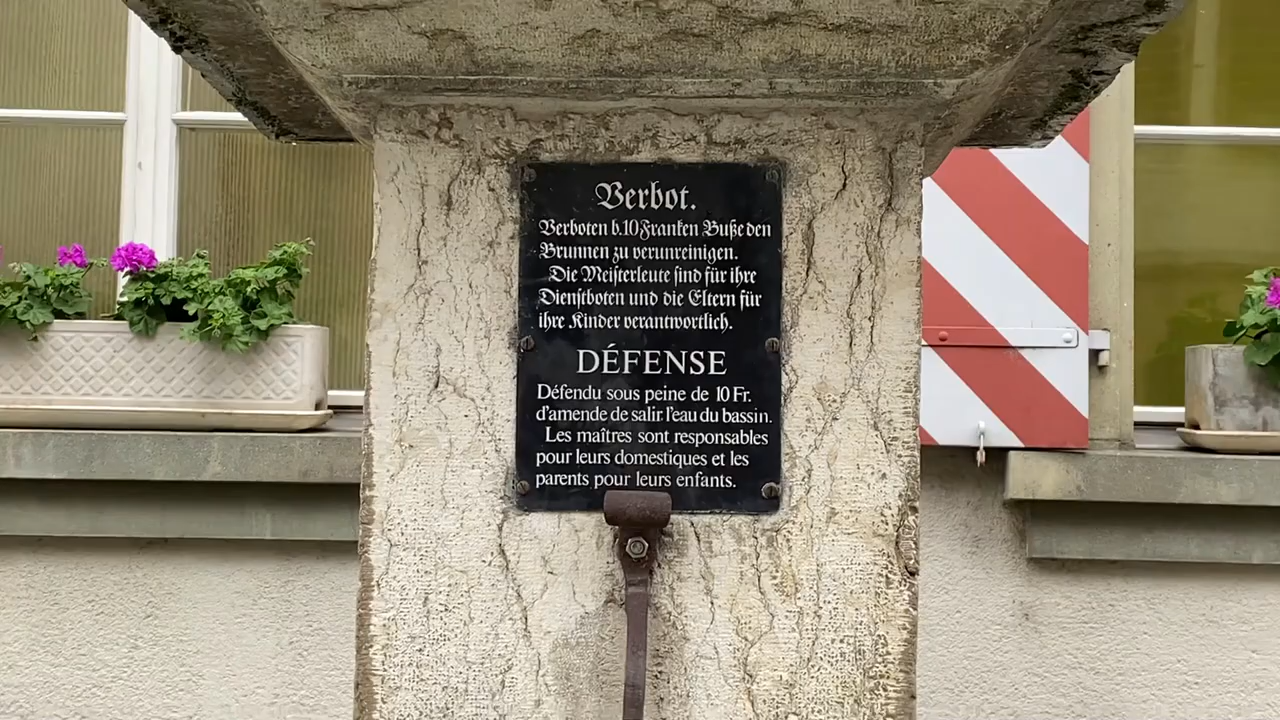 Verbot.
Verboten b.10 Franken Buße den
Brunnen zu verunreinigen.
Die Meisterleute sind für ihre
Dienstboten und die Eltern für
ihre Kinder verantwortlich.
DÉFENSE
Défendu sous peine de 10 Fr.
d'amende de salir l'eau du bassin.
Les maîtres sont responsables
pour leurs domestiques et les
parents pour leurs enfants.